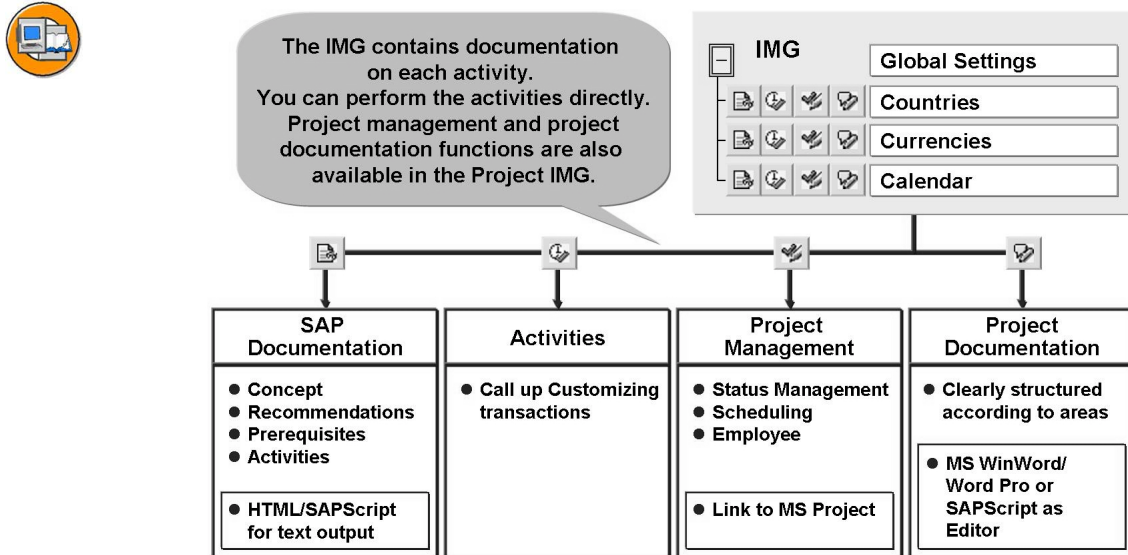 The IMG contains documentation
on each activity.
You can perform the activities directly.
Project management and project
documentation functions are also
available in the Project IMG.
IMG
Global Settings
Countries
Currencies
Calendar
SAP
Documentation
Concept
Recommendations
Prerequisites
Activities
HTML/SAPScript
for text output
Activities
Call up Customizing
transactions
Project
Management
Status Management
Scheduling
Employee
Link to MS Project
Project
Documentation
Clearly structured
according to areas
MS WinWord/
Word Pro or
SAPScript as
Editor